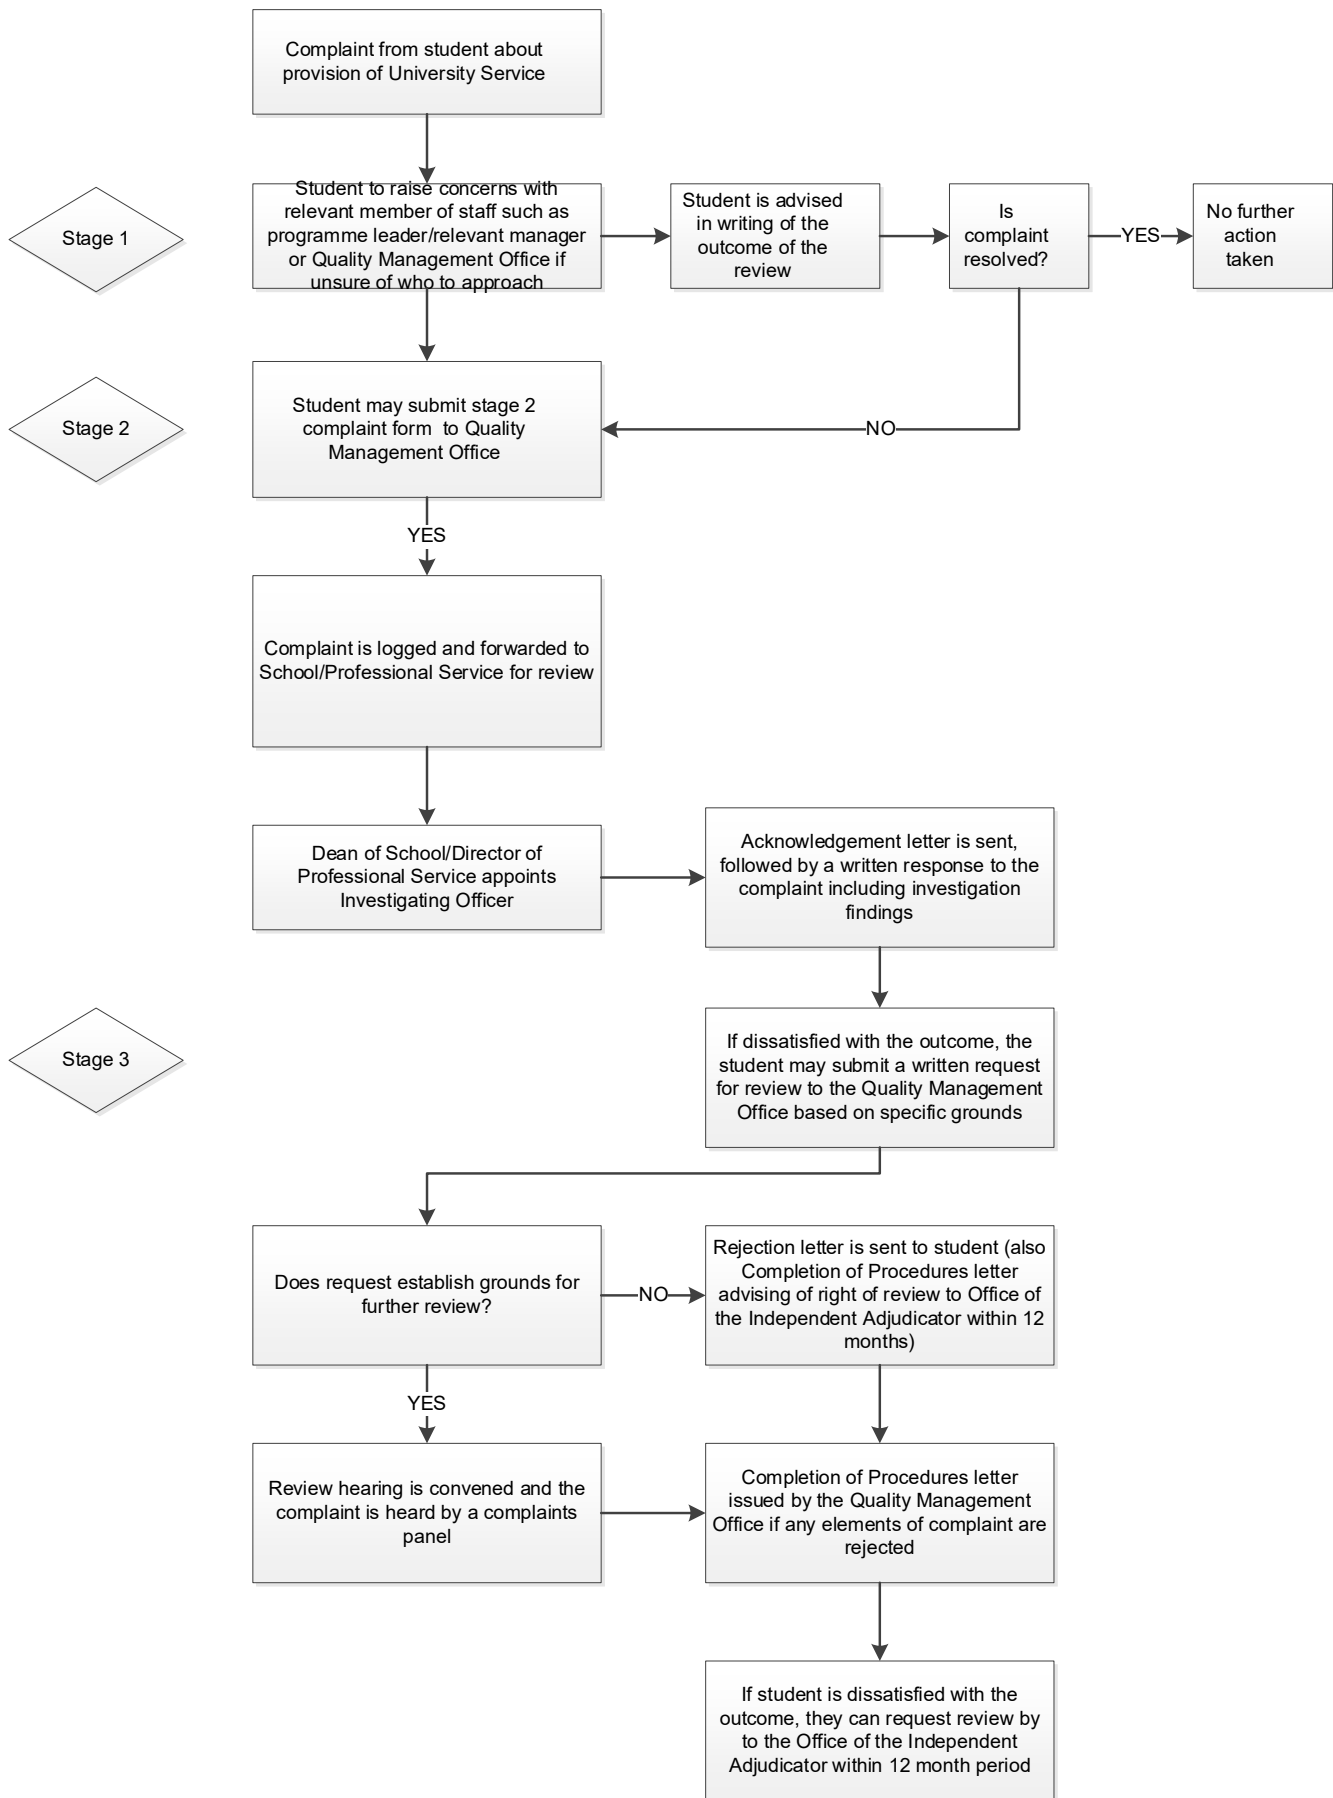 Complaint from student about
provision of University Service
Stage 1
Student to raise concerns with
relevant member of staff such as
programme leader/relevant manager
or Quality Management Office if
unsure of who to approach
Student is advised
in writing of the
outcome of the
review
Is
complaint
resolved?
YES
No further
action
taken
Stage 2
Student may submit stage 2
complaint form  to Quality
Management Office
NO
YES
Complaint is logged and forwarded to
School/Professional Service for review
Dean of School/Director of
Professional Service appoints
Investigating Officer
Acknowledgement letter is sent,
followed by a written response to the
complaint including investigation
findings
Stage 3
If dissatisfied with the outcome, the
student may submit a written request
for review to the Quality Management
Office based on specific grounds
Does request establish grounds for
further review?
NO
Rejection letter is sent to student (also
Completion of Procedures letter
advising of right of review to Office of
the Independent Adjudicator within 12
months)
YES
Review hearing is convened and the
complaint is heard by a complaints
panel
Completion of Procedures letter
issued by the Quality Management
Office if any elements of complaint are
rejected
If student is dissatisfied with the
outcome, they can request review by
to the Office of the Independent
Adjudicator within 12 month period